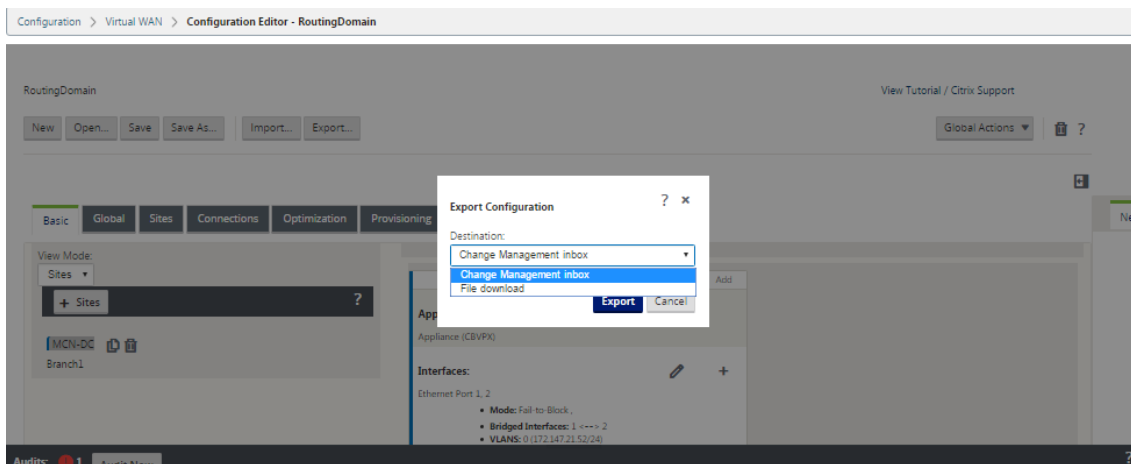 Configuration > Virtual WAN > Configuration Editor - RoutingDomain
RoutingDomain
View Tutorial / Citrix Support
New Open... Save Save As... Import... Export...
Global Actions ▼ ?
Basic Global Sites Connections Optimization Provisioning
View Mode:
Sites ▾
+ Sites ?
MCN-DC
Branch1
Export Configuration ? ×
Destination:
Change Management inbox
Change Management inbox
File download
Export Cancel
Add
Appliance (CBVPX)
Interfaces: +
Ethernet Port 1, 2
• Mode: Fail-to-Block ,
• Bridged Interfaces: 1 <--> 2
• VLANS: 0 (172.147.21.52/24)
Audits: 1 Audit Now ?